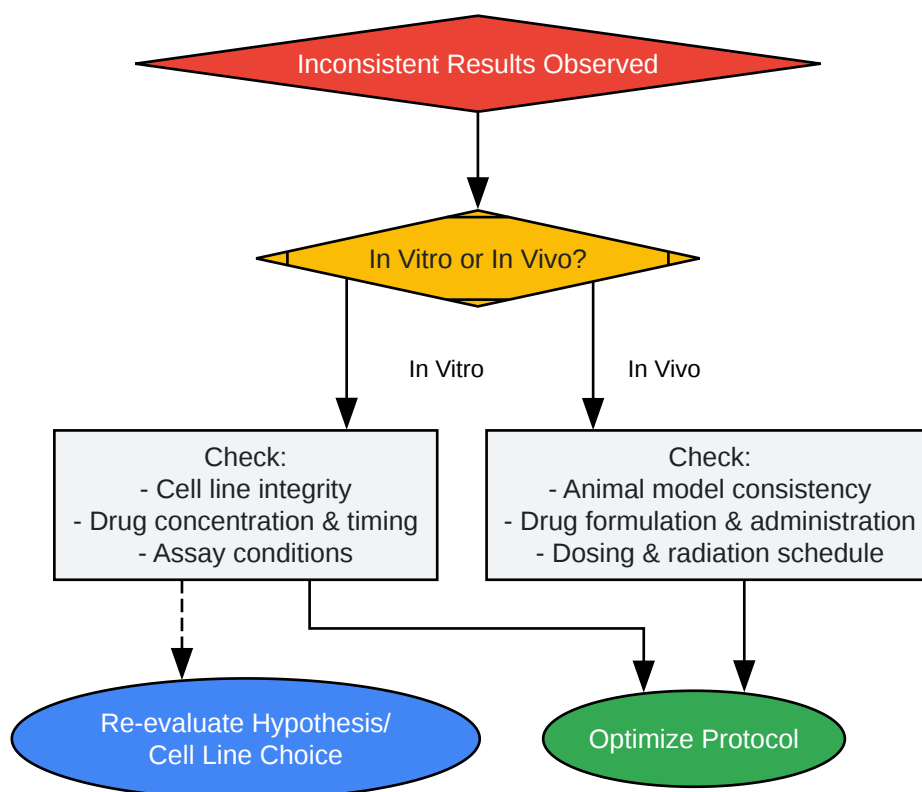 Inconsistent Results Observed
In Vitro or In Vivo?
In Vitro
In Vivo
Check:
- Cell line integrity
- Drug concentration & timing
- Assay conditions
Check:
- Animal model consistency
- Drug formulation & administration
- Dosing & radiation schedule
Re-evaluate Hypothesis/
Cell Line Choice
Optimize Protocol